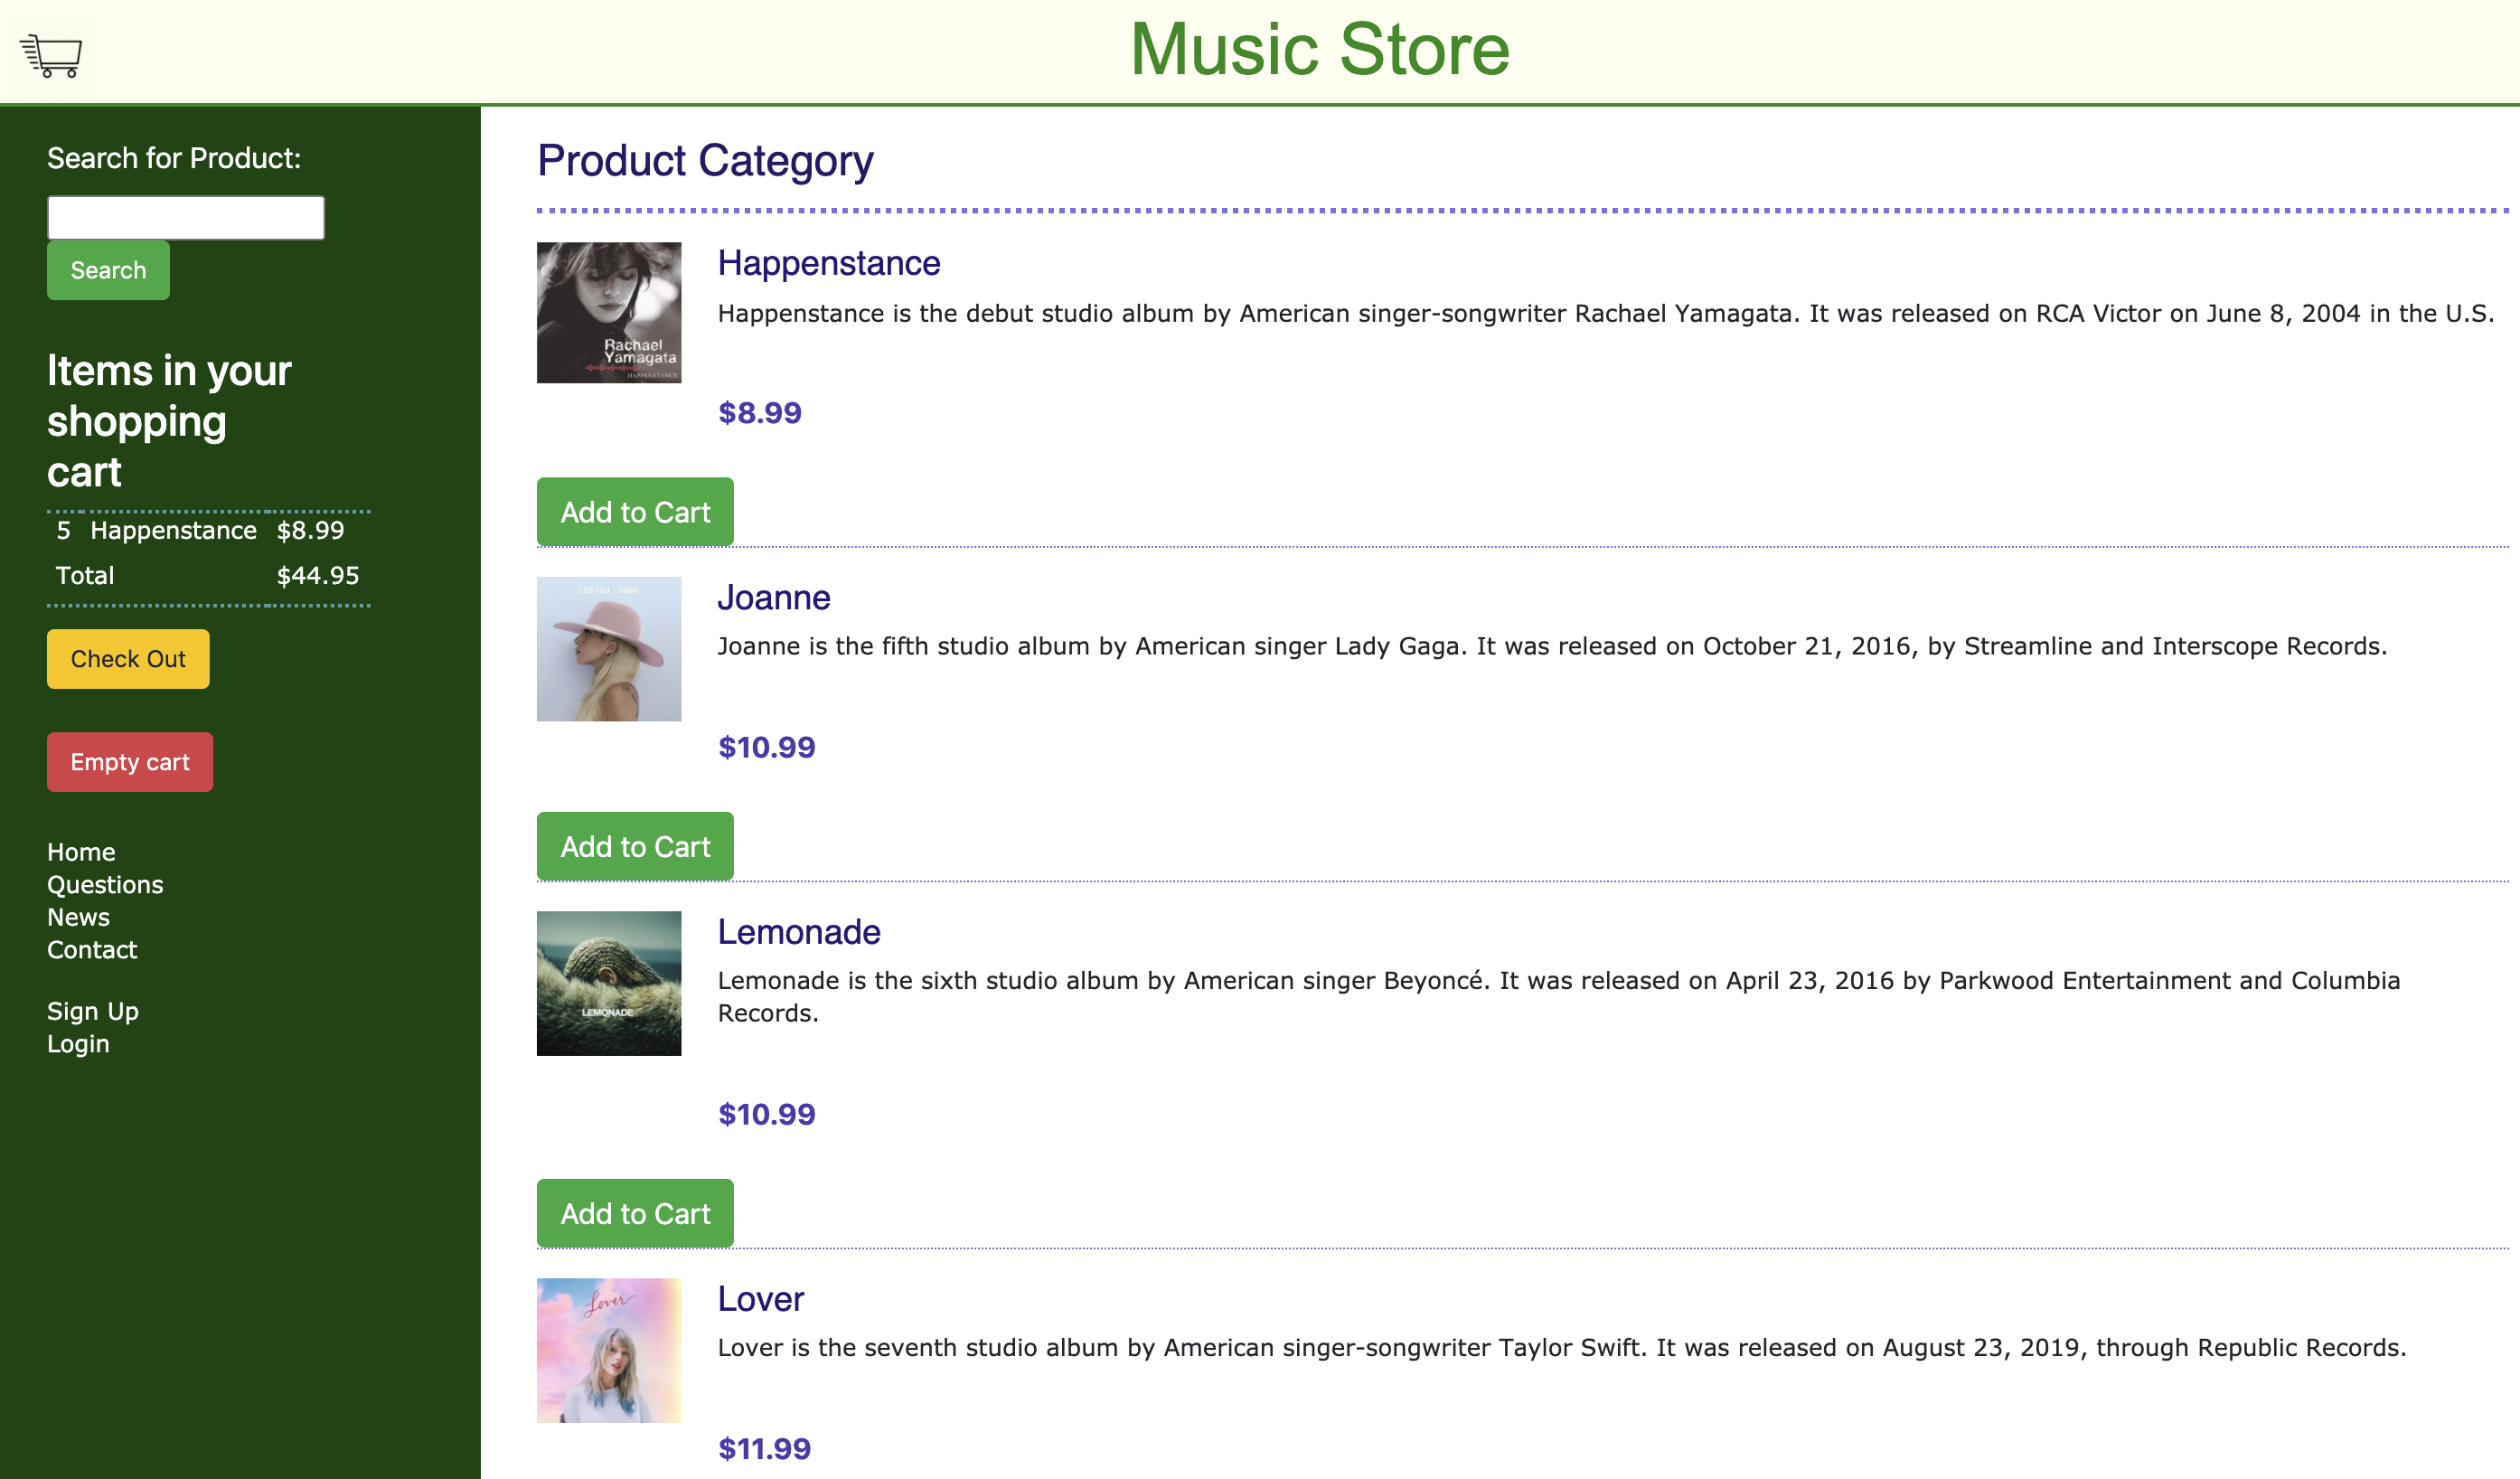 Music Store
Search for Product:
Search
Items in your
shopping
cart
5 Happenstance $8.99
Total $44.95
Check Out
Empty cart
Home
Questions
News
Contact
Sign Up
Login
Product Category
Rachael
Yamagata
HAPPENSTANCE
Happenstance
Happenstance is the debut studio album by American singer-songwriter Rachael Yamagata. It was released on RCA Victor on June 8, 2004 in the U.S.
$8.99
Add to Cart
LADY GAGA / JOANNE
Joanne
Joanne is the fifth studio album by American singer Lady Gaga. It was released on October 21, 2016, by Streamline and Interscope Records.
$10.99
Add to Cart
LEMONADE
Lemonade
Lemonade is the sixth studio album by American singer Beyoncé. It was released on April 23, 2016 by Parkwood Entertainment and Columbia
Records.
$10.99
Add to Cart
Lover
Lover
Lover is the seventh studio album by American singer-songwriter Taylor Swift. It was released on August 23, 2019, through Republic Records.
$11.99